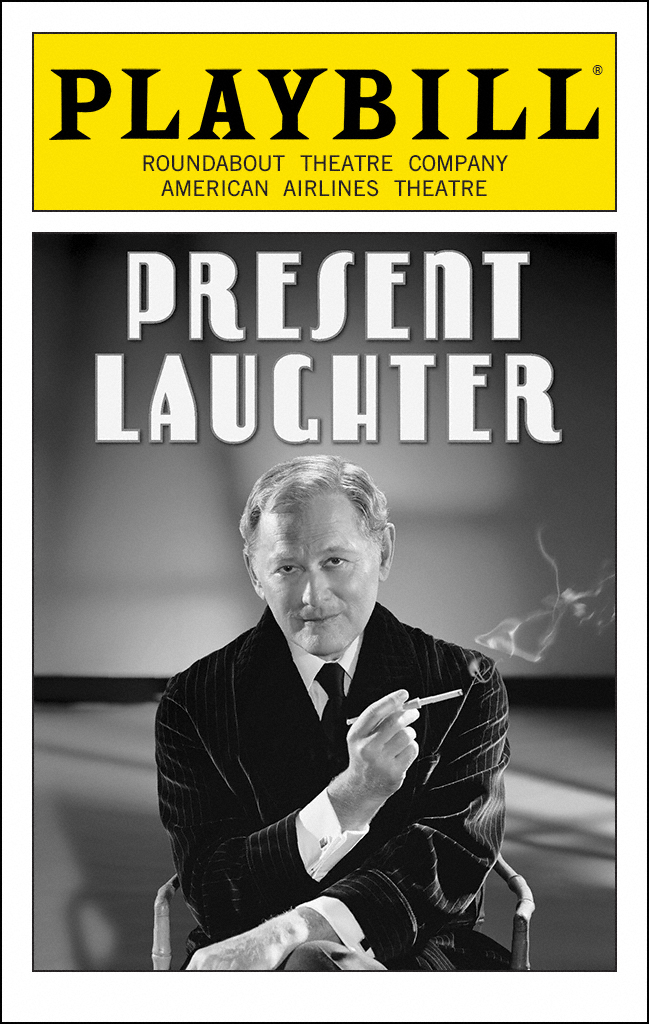 PLAYBILL®
ROUNDABOUT THEATRE COMPANY
AMERICAN AIRLINES THEATRE
PRESENT
LAUGHTER